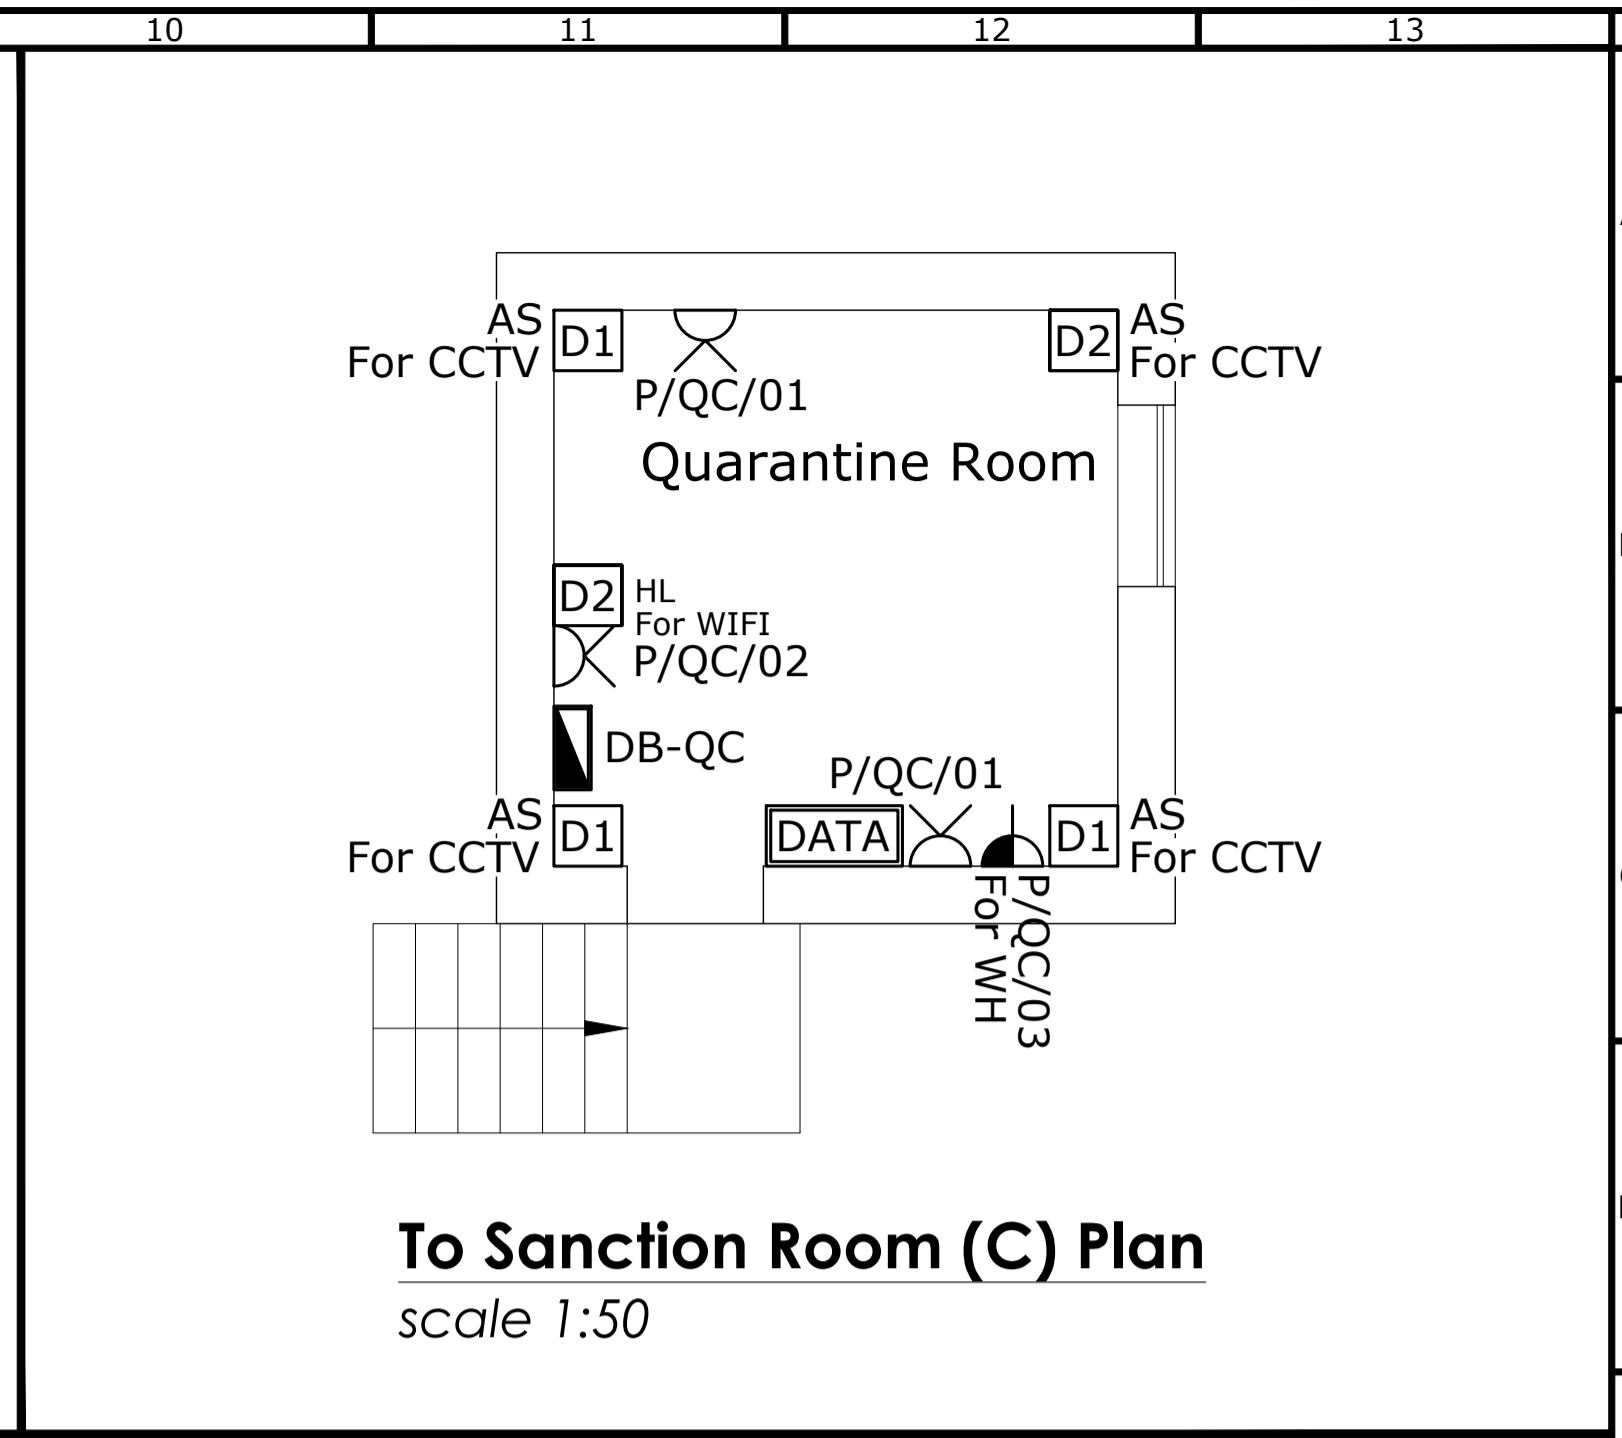 10
11
12
13
AS
For CCTV
D1
D2
AS
For CCTV
P/QC/01
Quarantine Room
D2
HL
For WIFI
P/QC/02
DB-QC
P/QC/01
AS
For CCTV
D1
DATA
D1
AS
For CCTV
P/QC/03
For WH
To Sanction Room (C) Plan
scale 1:50